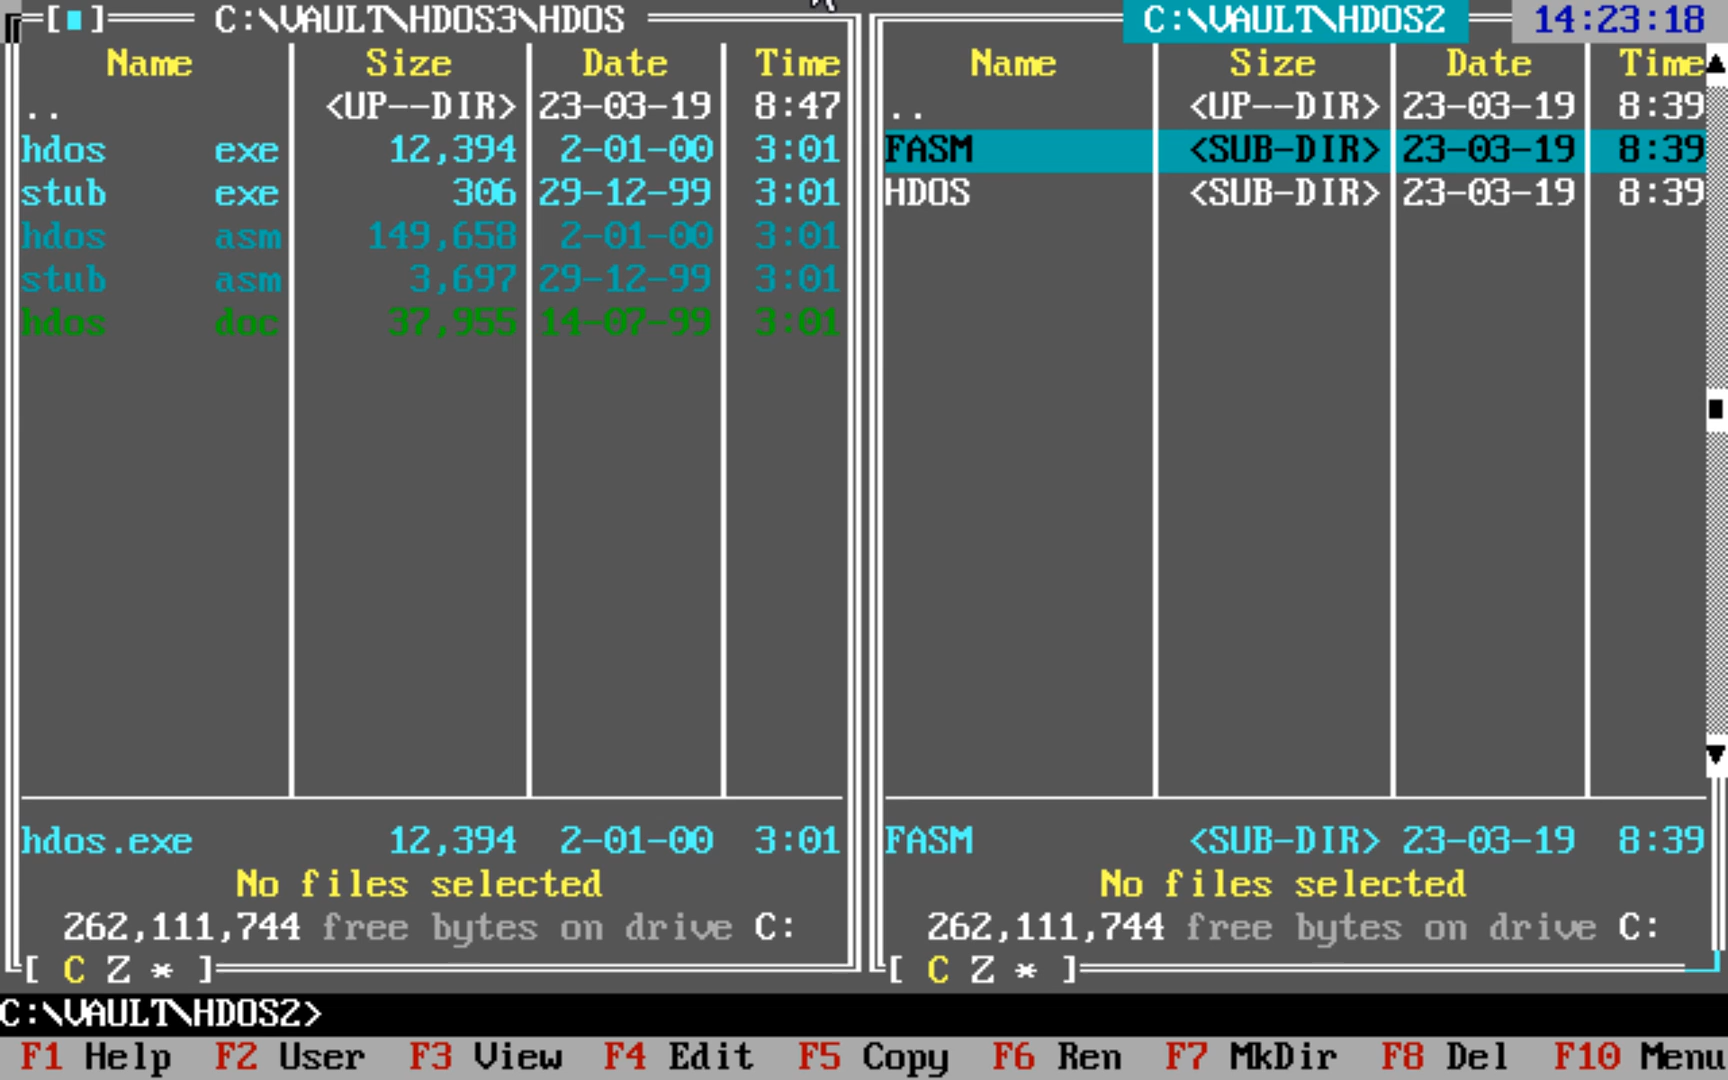 [■] C:\VAULT\HDOS3\HDOS
Name Size Date Time
.. <UP--DIR> 23-03-19 8:47
hdos exe 12,394 2-01-00 3:01
stub exe 306 29-12-99 3:01
hdos asm 149,658 2-01-00 3:01
stub asm 3,697 29-12-99 3:01
hdos doc 37,955 14-07-99 3:01
hdos.exe 12,394 2-01-00 3:01
No files selected
262,111,744 free bytes on drive C:
[ C Z * ]
C:\VAULT\HDOS2 14:23:18
Name Size Date Time
.. <UP--DIR> 23-03-19 8:39
FASM <SUB-DIR> 23-03-19 8:39
HDOS <SUB-DIR> 23-03-19 8:39
FASM <SUB-DIR> 23-03-19 8:39
No files selected
262,111,744 free bytes on drive C:
[ C Z * ]
C:\VAULT\HDOS2>
F1 Help F2 User F3 View F4 Edit F5 Copy F6 Ren F7 MkDir F8 Del F10 Menu